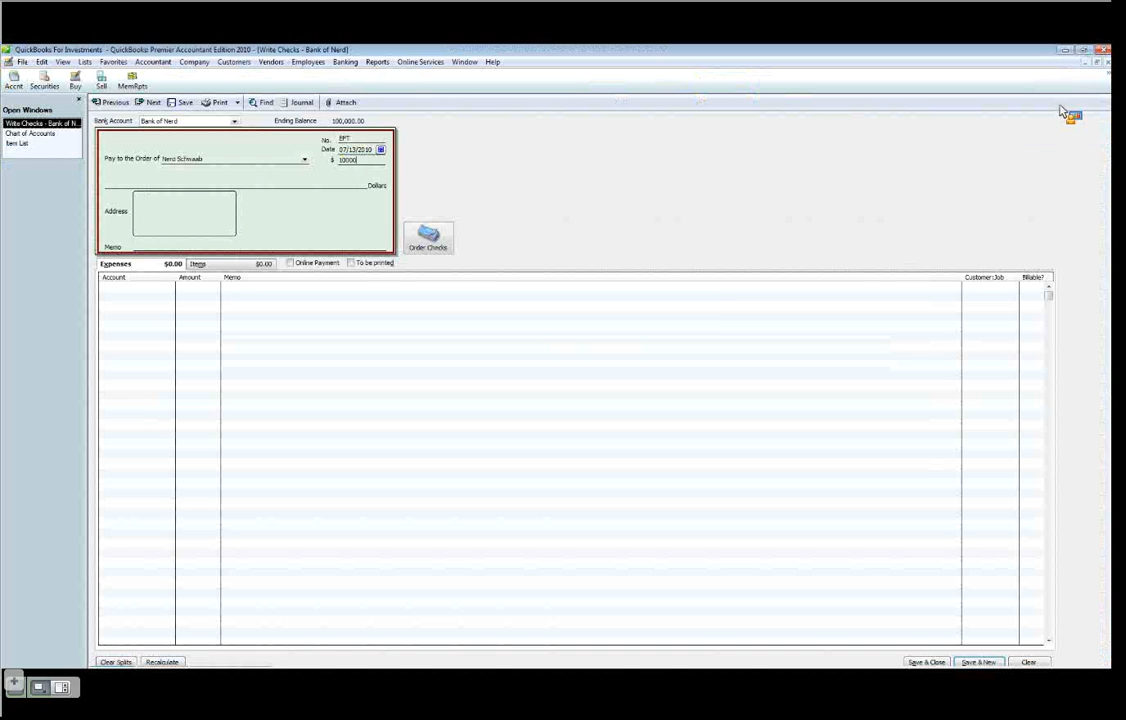 QuickBooks For Investments - QuickBooks: Premier Accountant Edition 2010 - [Write Checks - Bank of Nerd]
File Edit View Lists Favorites Accountant Company Customers Vendors Employees Banking Reports Online Services Window Help
Accnt Securities Buy Sell MemRpts
Open Windows
Write Checks - Bank of N...
Chart of Accounts
Item List
Previous Next Save Print Find Journal Attach
Bank Account Bank of Nerd Ending Balance 100,000.00
No. EFT
Date 07/13/2010
Pay to the Order of Nerd Schwaab $ 10000
Dollars
Address
Memo
Order Checks
Expenses $0.00 Items $0.00 Online Payment To be printed
Account Amount Memo Customer:Job Billable?
Clear Splits Recalculate Save & Close Save & New Clear